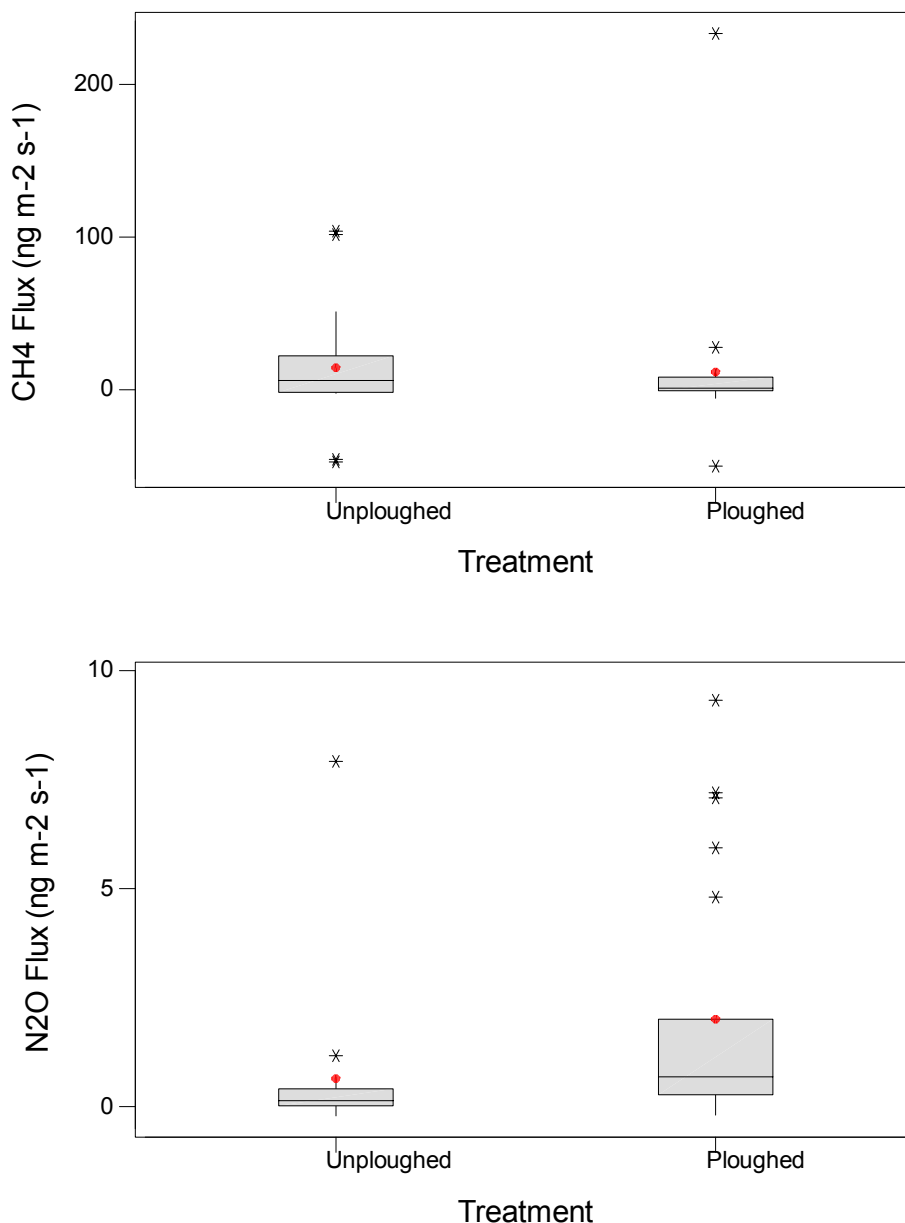 CH4 Flux (ng m-2 s-1)
200
100
0
Unploughed Ploughed
Treatment
N2O Flux (ng m-2 s-1)
10
5
0
Unploughed Ploughed
Treatment